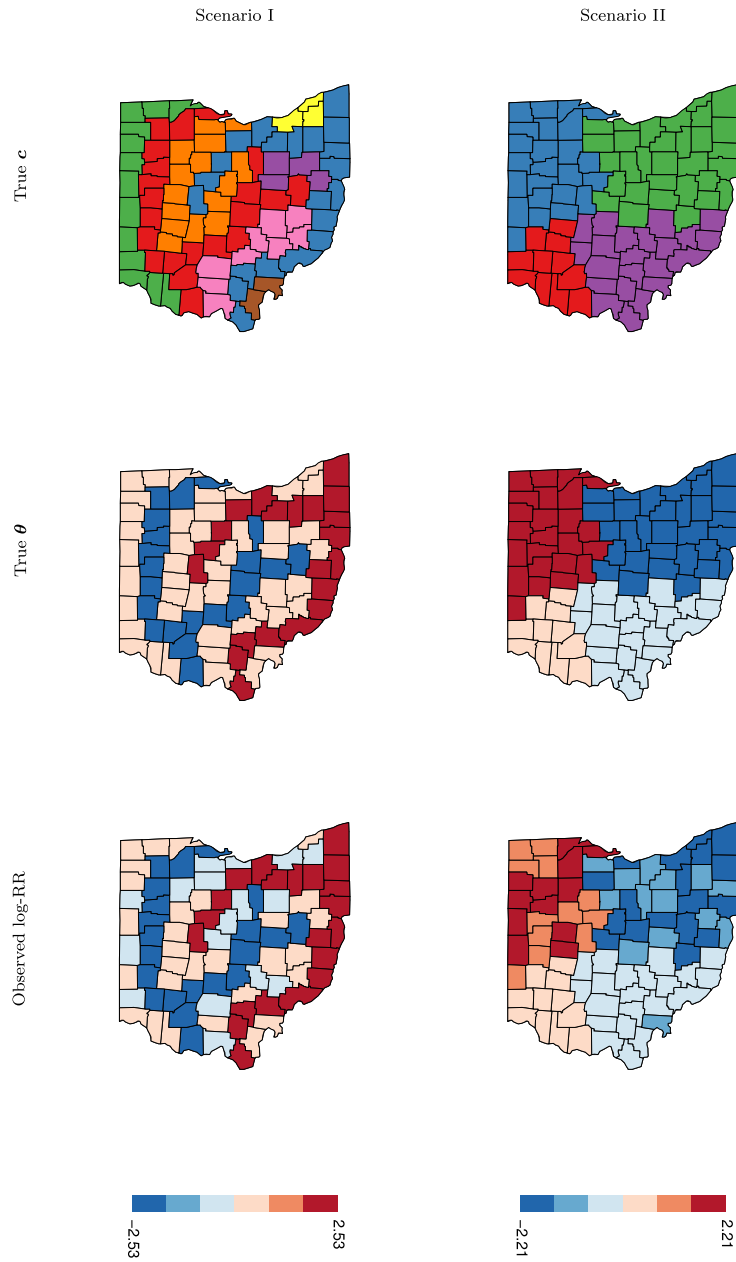 Scenario I
Scenario II
True c
True θ
Observed log-RR
−2.53
2.53
−2.21
2.21